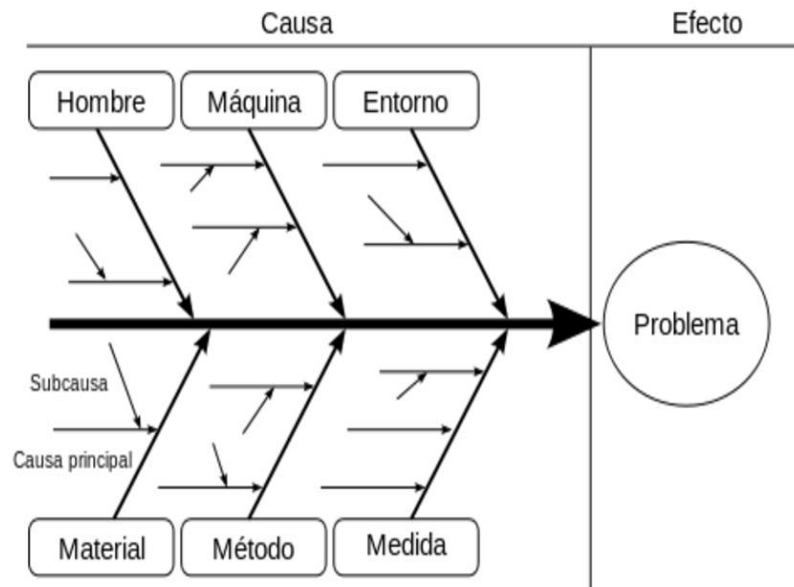 Causa
Efecto
Hombre
Máquina
Entorno
Problema
Subcausa
Causa principal
Material
Método
Medida